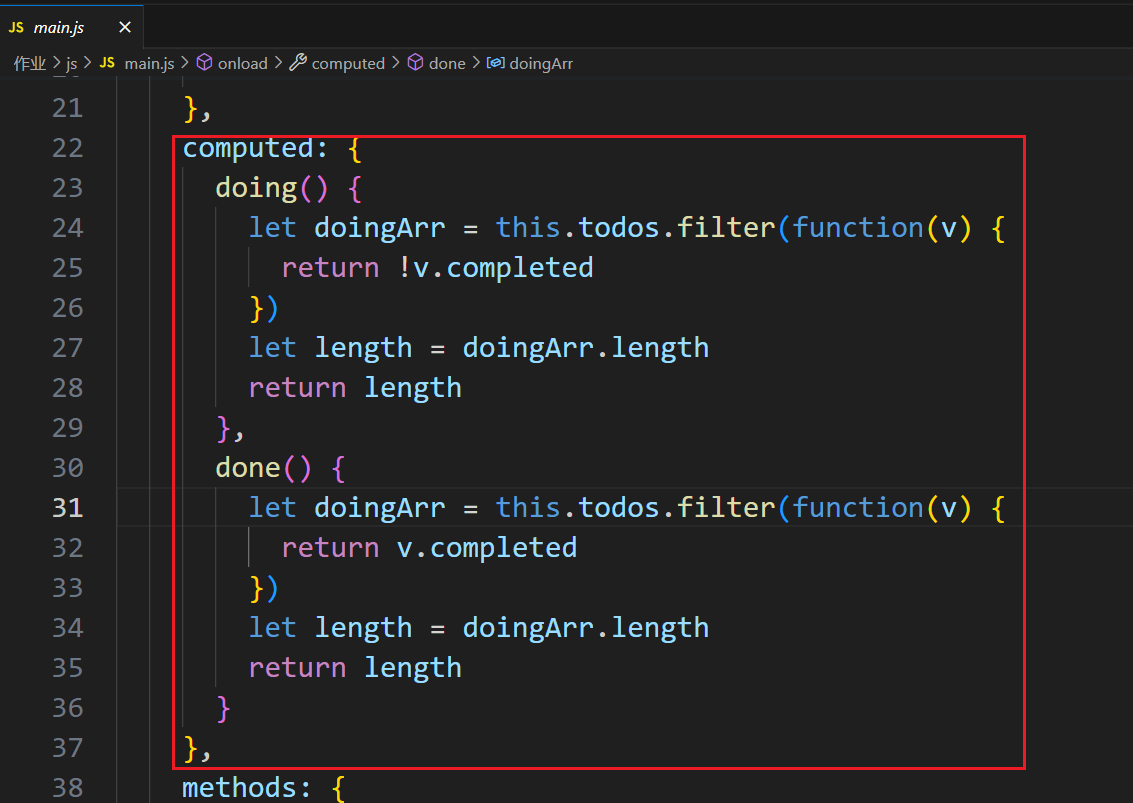 JS main.js ×
作业 > js > JS main.js > onload > computed > done > doingArr
21 },
22 computed: {
23 doing() {
24 let doingArr = this.todos.filter(function(v) {
25 return !v.completed
26 })
27 let length = doingArr.length
28 return length
29 },
30 done() {
31 let doingArr = this.todos.filter(function(v) {
32 return v.completed
33 })
34 let length = doingArr.length
35 return length
36 }
37 },
38 methods: {